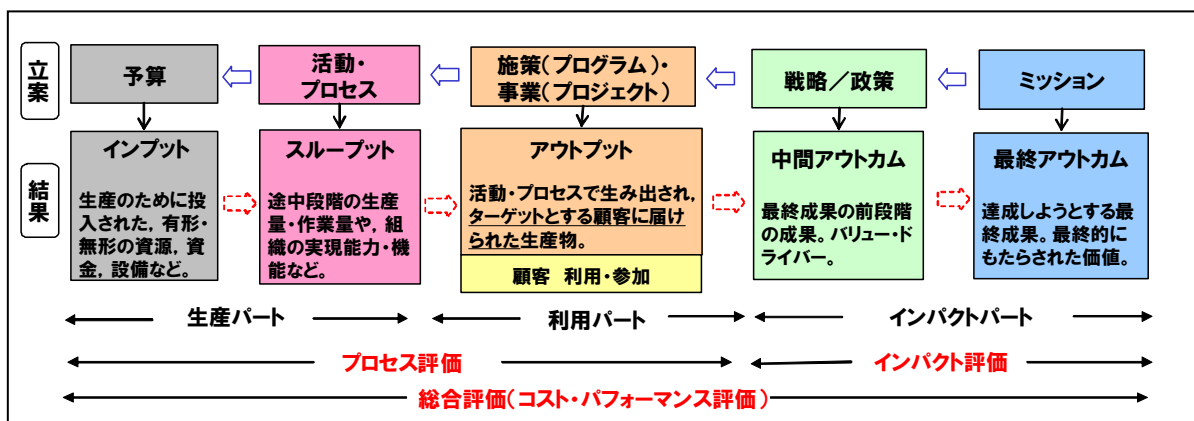 立案
予算
活動・
プロセス
施策（プログラム）・
事業（プロジェクト）
戦略／政策
ミッション
結果
インプット
生産のために投
入された，有形・
無形の資源，資
金，設備など。
スループット
途中段階の生産
量・作業量や，組
織の実現能力・機
能など。
アウトプット
活動・プロセスで生み出され，
ターゲットとする顧客に届け
られた生産物。
顧客 利用・参加
中間アウトカム
最終成果の前段階
の成果。バリュー・ド
ライバー。
最終アウトカム
達成しようとする最
終成果。最終的に
もたらされた価値。
生産パート
利用パート
インパクトパート
プロセス評価
インパクト評価
総合評価（コスト・パフォーマンス評価）